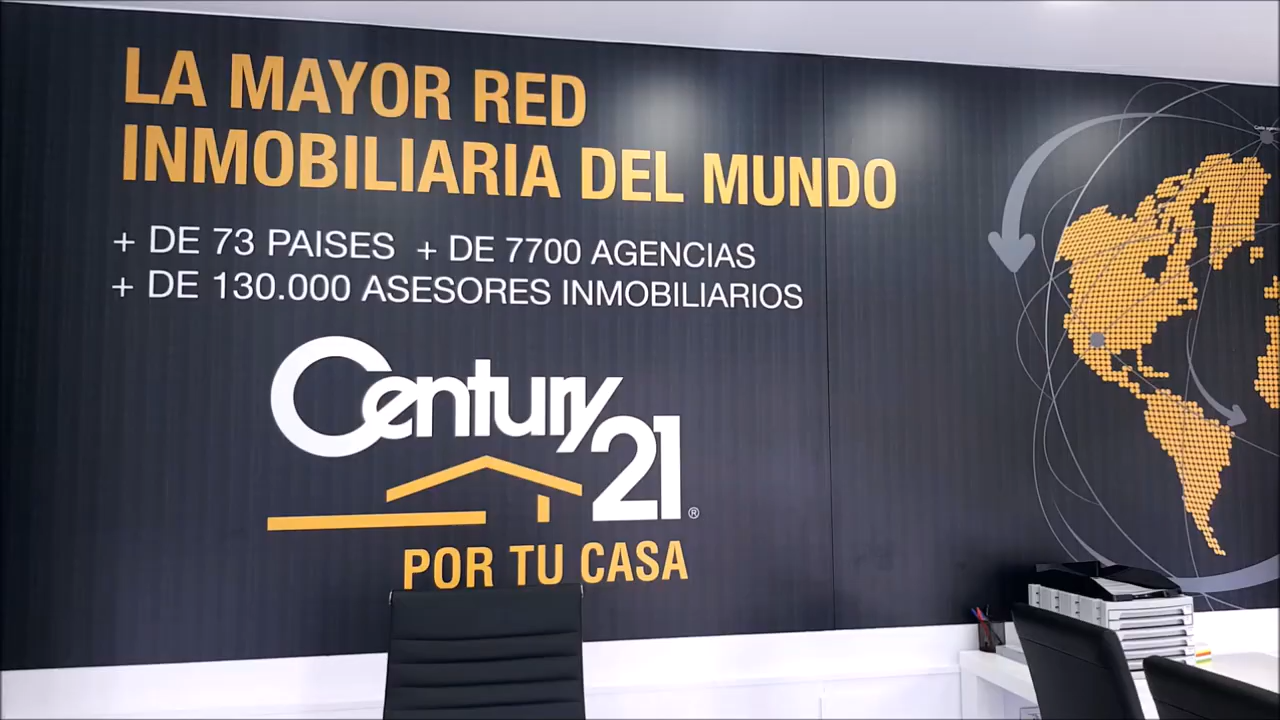 LA MAYOR RED
INMOBILIARIA DEL MUNDO
+ DE 73 PAISES + DE 7700 AGENCIAS
+ DE 130.000 ASESORES INMOBILIARIOS
Century
21®
POR TU CASA